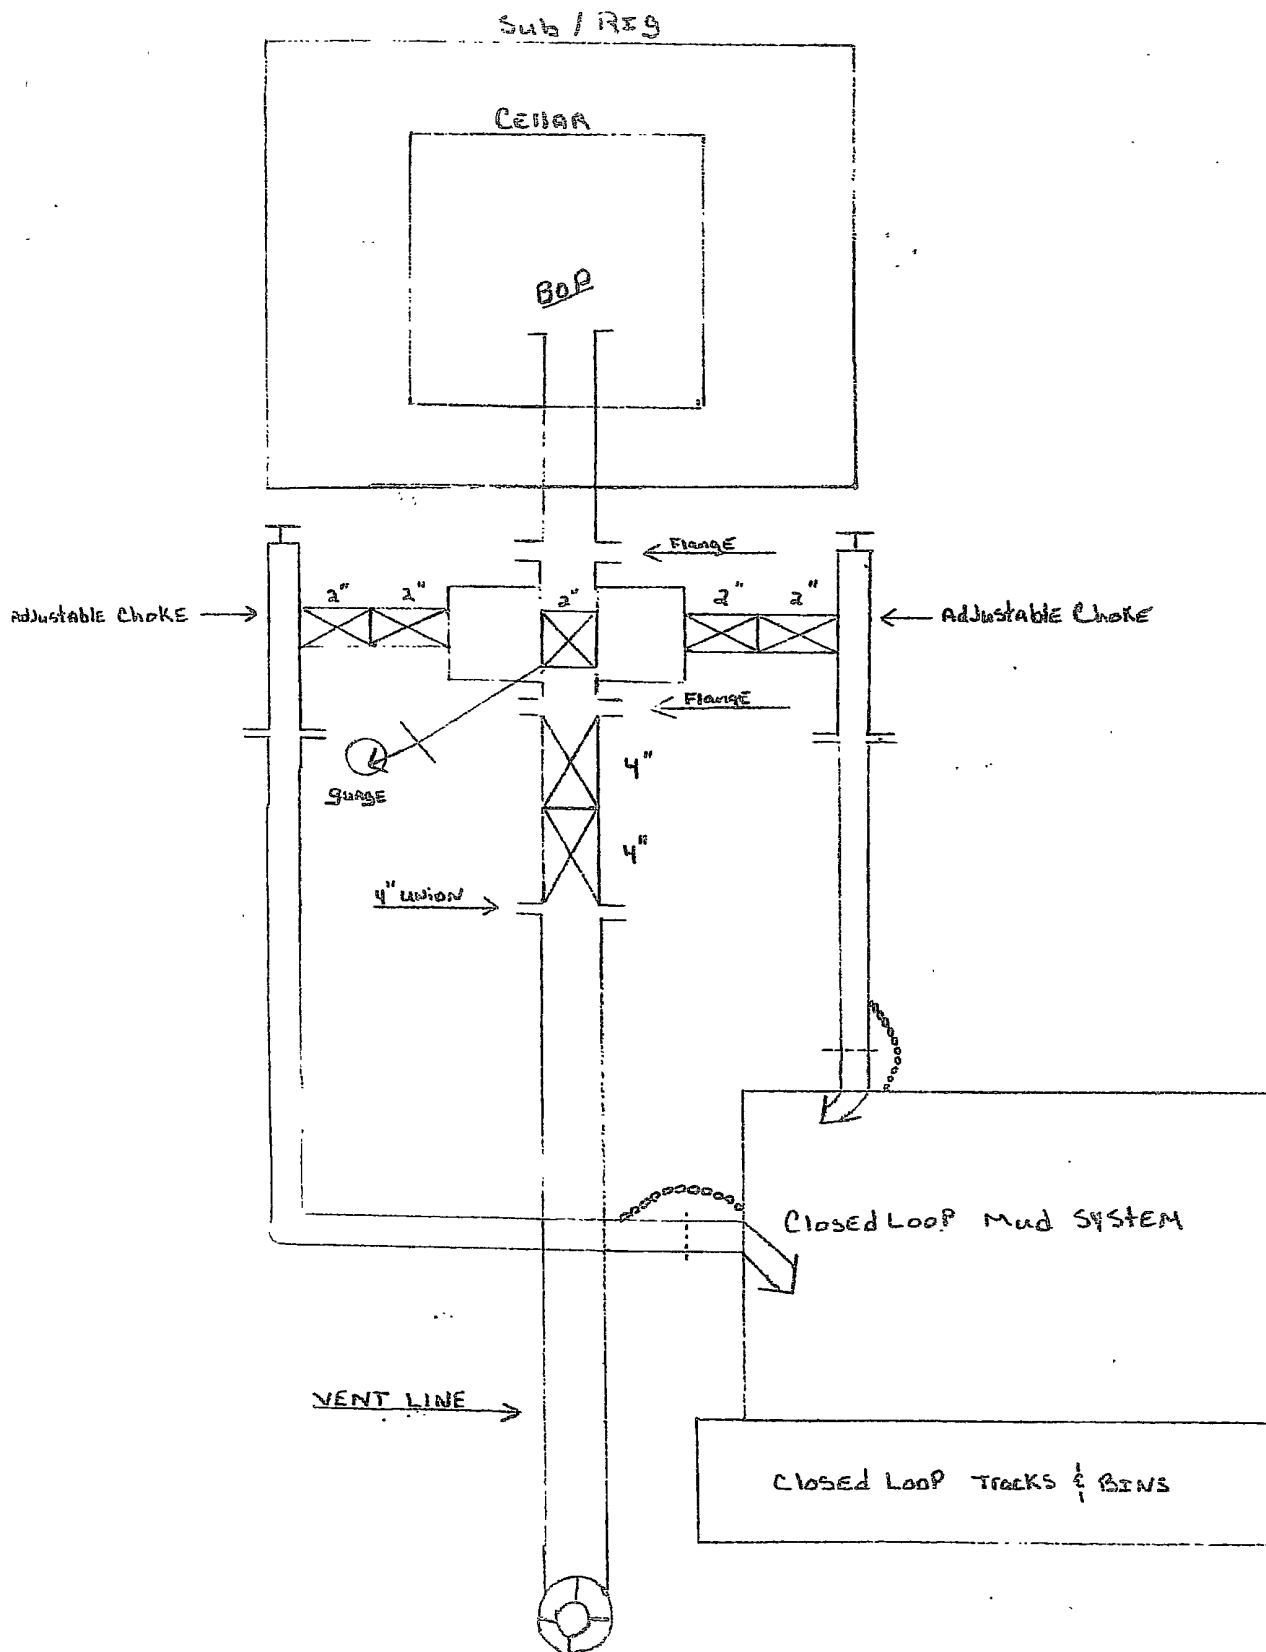 Sub / RIg
CEllAR
BOP
FlangE
2"
2"
2"
2"
2"
AdJustable ChokE
AdJustable ChokE
FlangE
4"
gUAgE
4"
4" UNION
Closed LOOP Mud SYStEM
VENT LINE
Closed LOOP TracKS & BINS